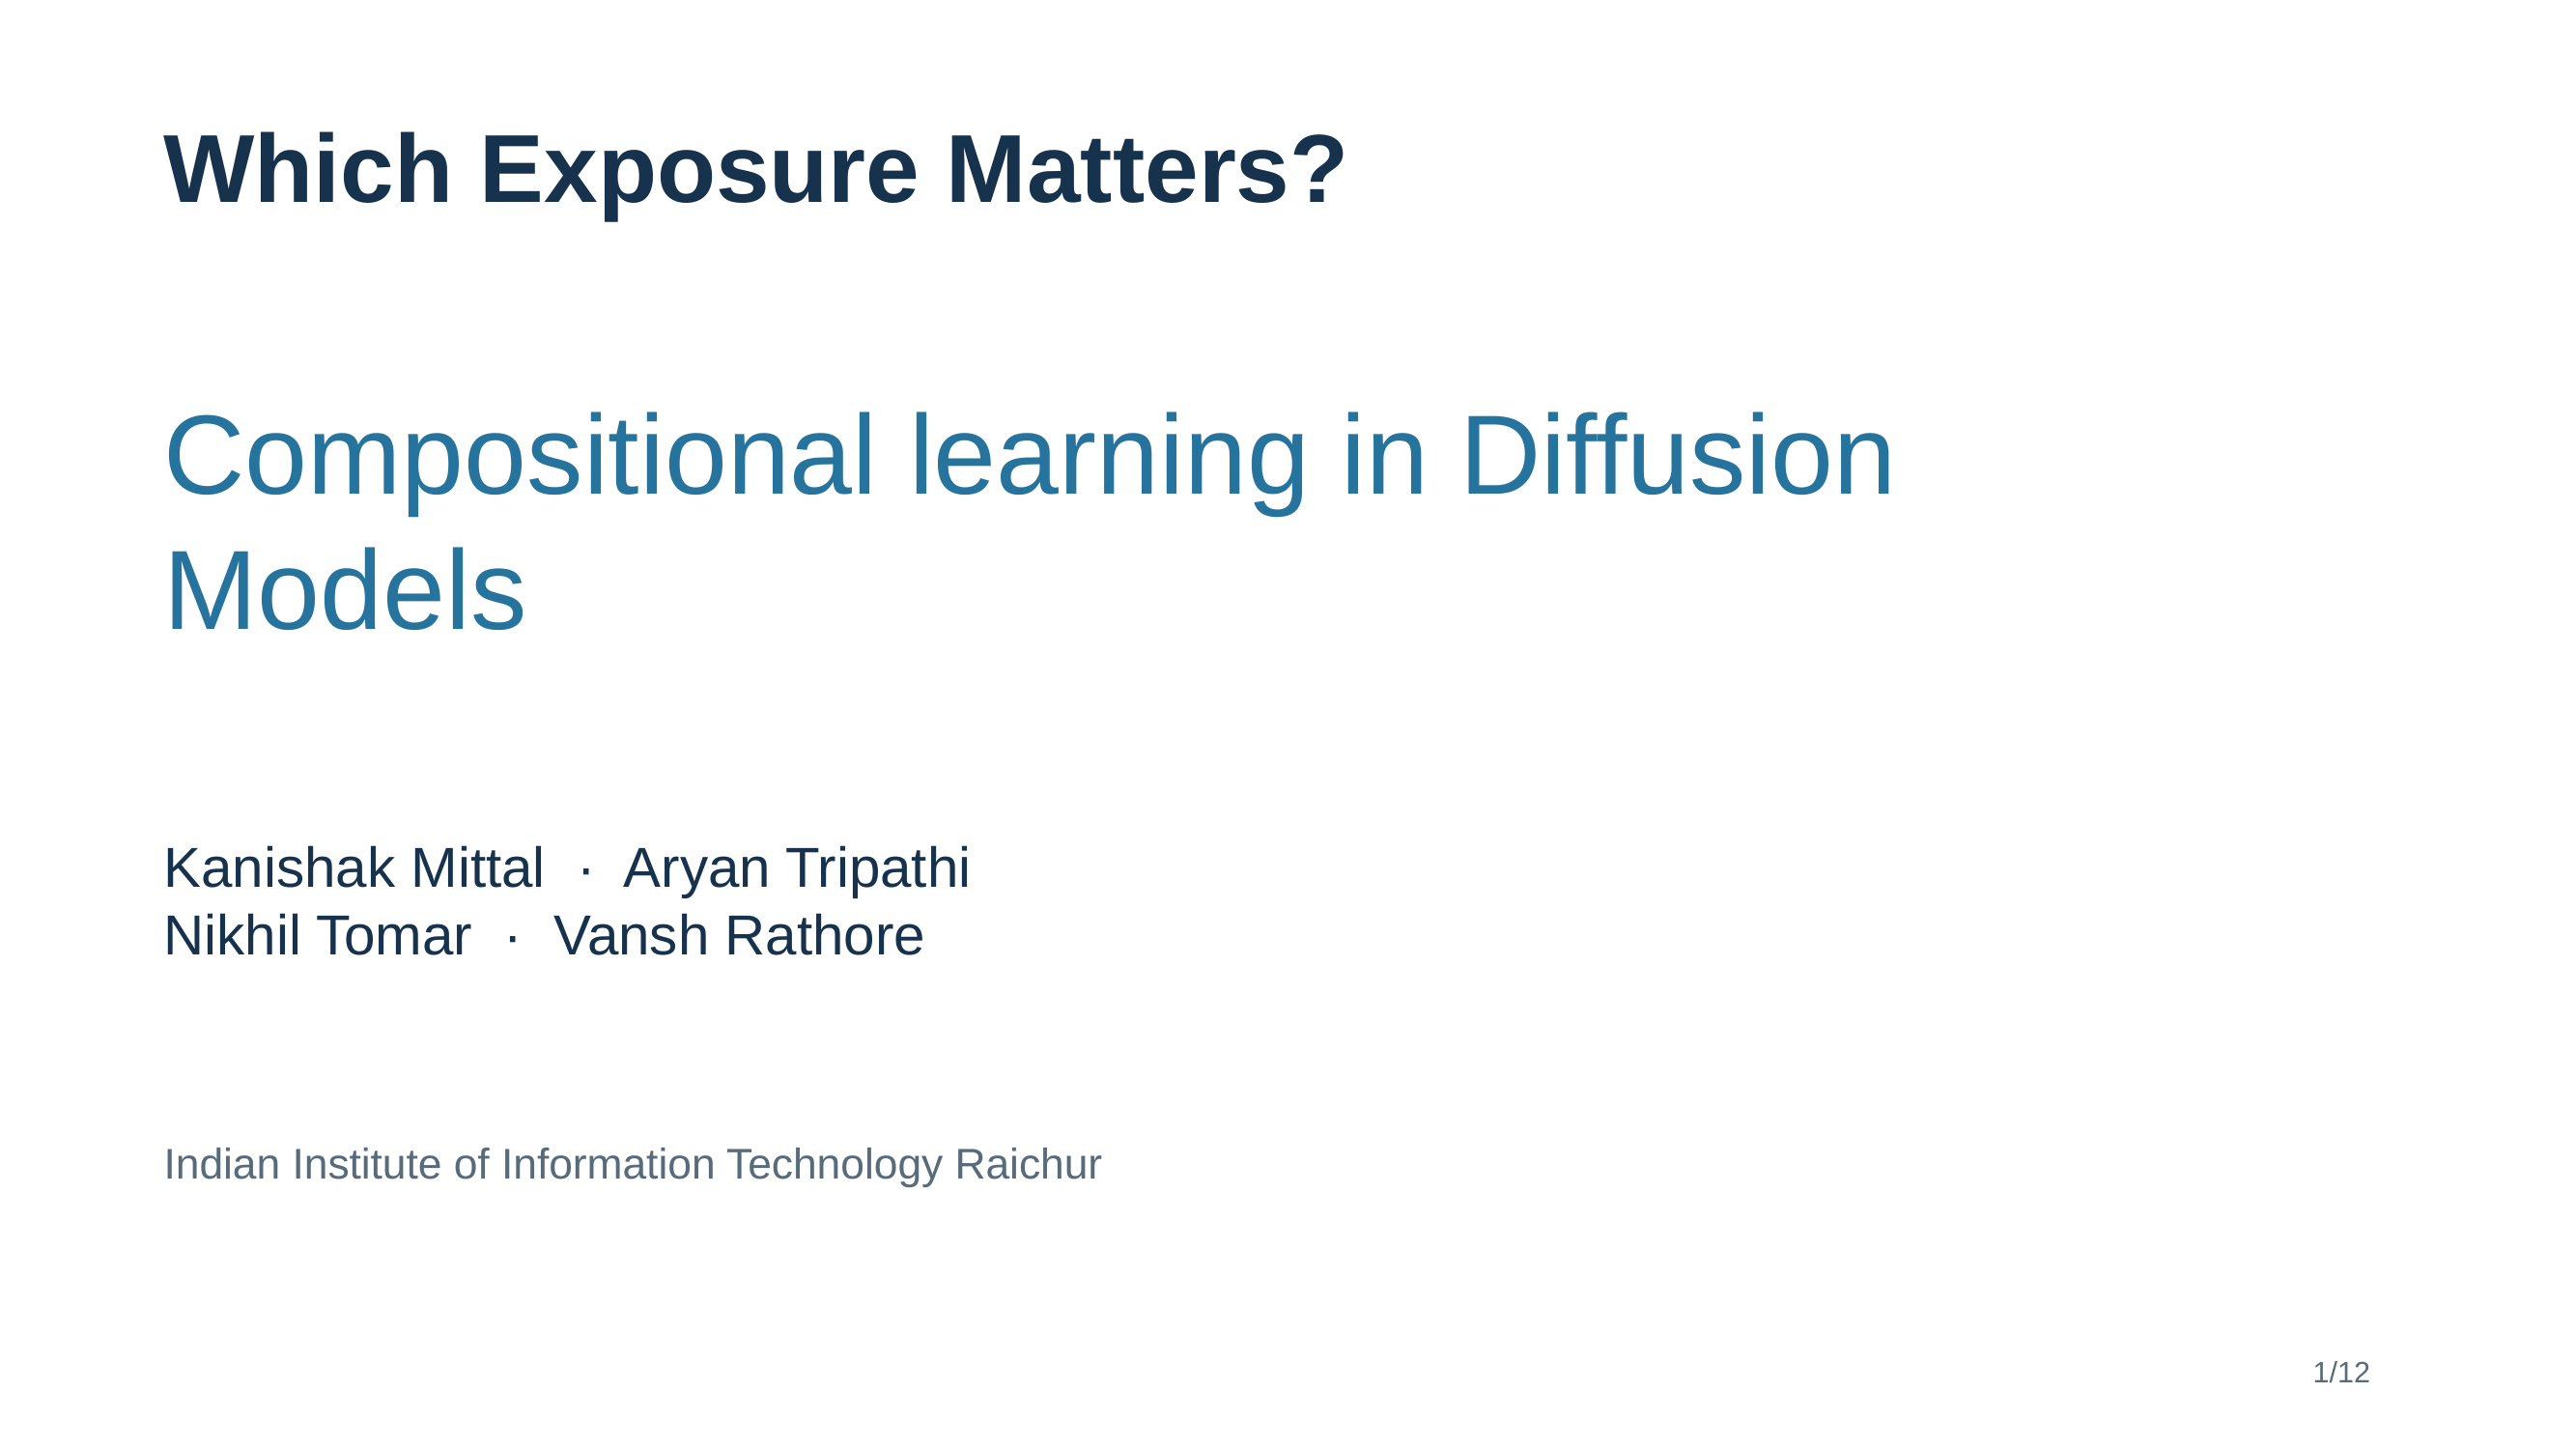 Which Exposure Matters?
Compositional learning in Diffusion
Models
Kanishak Mittal · Aryan Tripathi
Nikhil Tomar · Vansh Rathore
Indian Institute of Information Technology Raichur
1/12